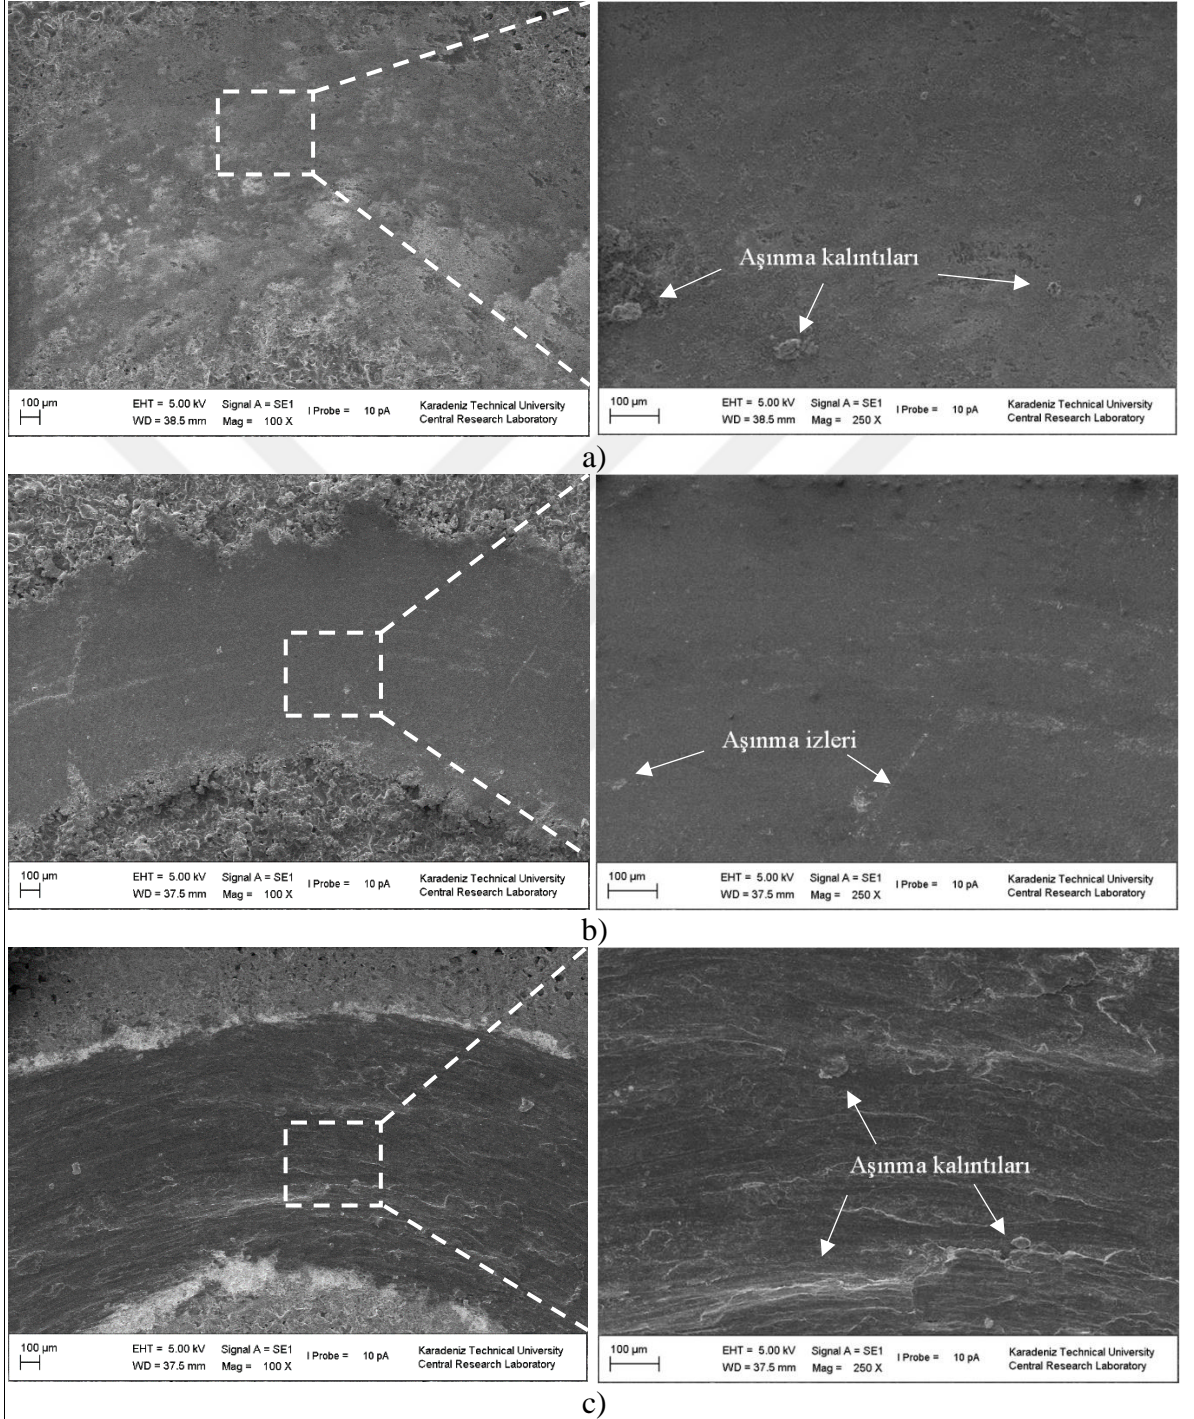 Aşınma kalıntıları
100 µm EHT = 5.00 kV Signal A = SE1 I Probe = 10 pA Karadeniz Technical University
WD = 38.5 mm Mag = 100 X Central Research Laboratory
100 µm EHT = 5.00 kV Signal A = SE1 I Probe = 10 pA Karadeniz Technical University
WD = 38.5 mm Mag = 250 X Central Research Laboratory
a)
Aşınma izleri
100 µm EHT = 5.00 kV Signal A = SE1 I Probe = 10 pA Karadeniz Technical University
WD = 37.5 mm Mag = 100 X Central Research Laboratory
100 µm EHT = 5.00 kV Signal A = SE1 I Probe = 10 pA Karadeniz Technical University
WD = 37.5 mm Mag = 250 X Central Research Laboratory
b)
Aşınma kalıntıları
100 µm EHT = 5.00 kV Signal A = SE1 I Probe = 10 pA Karadeniz Technical University
WD = 37.5 mm Mag = 100 X Central Research Laboratory
100 µm EHT = 5.00 kV Signal A = SE1 I Probe = 10 pA Karadeniz Technical University
WD = 37.5 mm Mag = 250 X Central Research Laboratory
c)